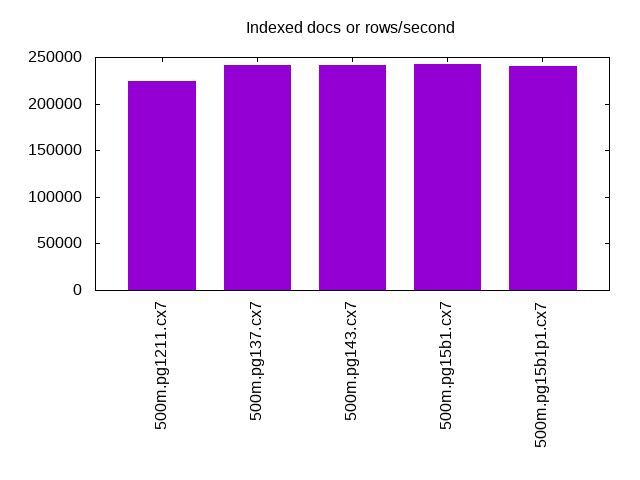 Indexed docs or rows/second
250000
200000
150000
100000
50000
0
500m.pg1211.cx7
500m.pg137.cx7
500m.pg143.cx7
500m.pg15b1.cx7
500m.pg15b1p1.cx7